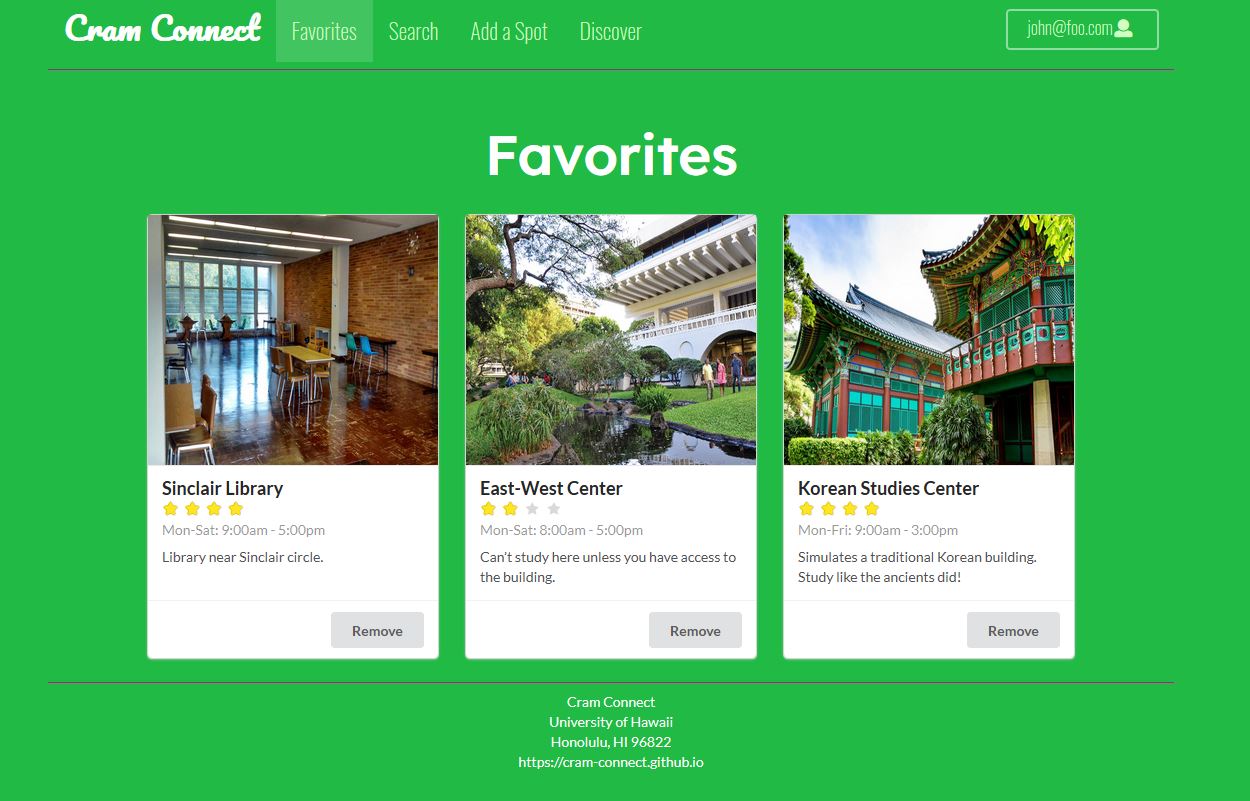 Cram Connect
Favorites
Search
Add a Spot
Discover
john@foo.com
Favorites
Sinclair Library
Mon-Sat: 9:00am - 5:00pm
Library near Sinclair circle.
Remove
East-West Center
Mon-Sat: 8:00am - 5:00pm
Can't study here unless you have access to
the building.
Remove
Korean Studies Center
Mon-Fri: 9:00am - 3:00pm
Simulates a traditional Korean building.
Study like the ancients did!
Remove
Cram Connect
University of Hawaii
Honolulu, HI 96822
https://cram-connect.github.io